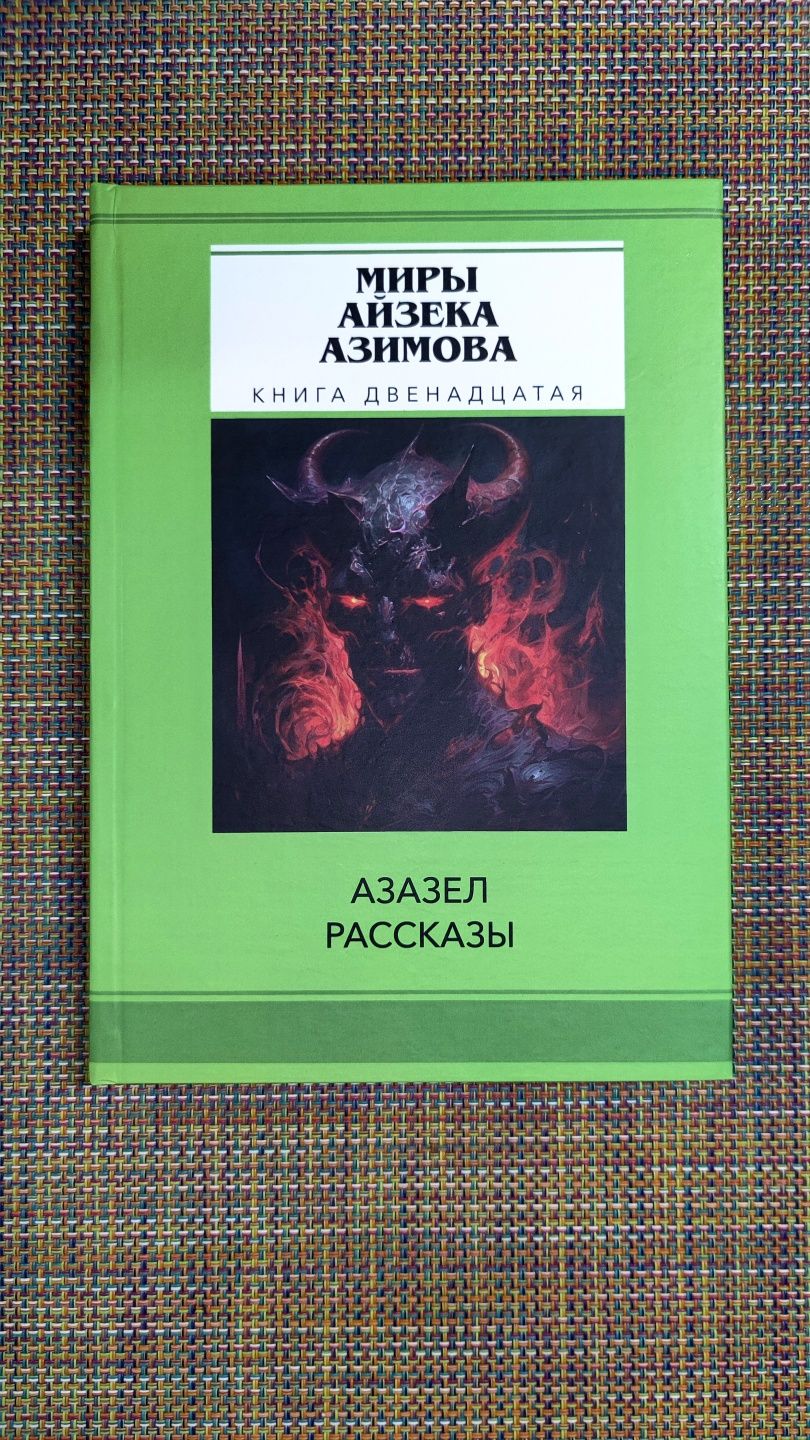 МИРЫ
АЙЗЕКА
АЗИМОВА
КНИГА ДВЕНАДЦАТАЯ
АЗАЗЕЛ
РАССКАЗЫ